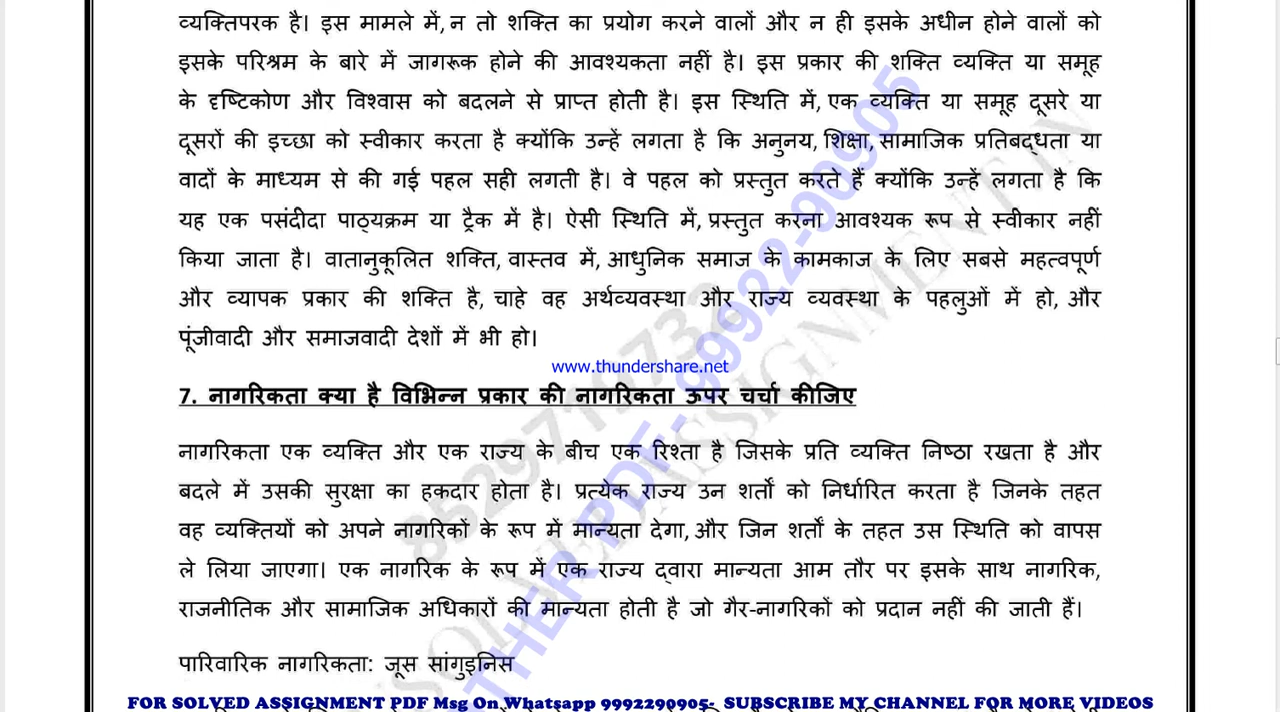 व्यक्तिपरक है। इस मामले में, न तो शक्ति का प्रयोग करने वालों और न ही इसके अधीन होने वालों को
इसके परिश्रम के बारे में जागरूक होने की आवश्यकता नहीं है। इस प्रकार की शक्ति व्यक्ति या समूह
के दृष्टिकोण और विश्वास को बदलने से प्राप्त होती है। इस स्थिति में, एक व्यक्ति या समूह दूसरे या
दूसरों की इच्छा को स्वीकार करता है क्योंकि उन्हें लगता है कि अनुनय, शिक्षा, सामाजिक प्रतिबद्धता या
वादों के माध्यम से की गई पहल सही लगती है। वे पहल को प्रस्तुत करते हैं क्योंकि उन्हें लगता है कि
यह एक पसंदीदा पाठ्यक्रम या ट्रैक में है। ऐसी स्थिति में, प्रस्तुत करना आवश्यक रूप से स्वीकार नहीं
किया जाता है। वातानुकूलित शक्ति, वास्तव में, आधुनिक समाज के कामकाज के लिए सबसे महत्वपूर्ण
और व्यापक प्रकार की शक्ति है, चाहे वह अर्थव्यवस्था और राज्य व्यवस्था के पहलुओं में हो, और
पूंजीवादी और समाजवादी देशों में भी हो।
www.thundershare.net
7. नागरिकता क्या है विभिन्न प्रकार की नागरिकता ऊपर चर्चा कीजिए
नागरिकता एक व्यक्ति और एक राज्य के बीच एक रिश्ता है जिसके प्रति व्यक्ति निष्ठा रखता है और
बदले में उसकी सुरक्षा का हकदार होता है। प्रत्येक राज्य उन शर्तों को निर्धारित करता है जिनके तहत
वह व्यक्तियों को अपने नागरिकों के रूप में मान्यता देगा, और जिन शर्तों के तहत उस स्थिति को वापस
ले लिया जाएगा। एक नागरिक के रूप में एक राज्य द्वारा मान्यता आम तौर पर इसके साथ नागरिक,
राजनीतिक और सामाजिक अधिकारों की मान्यता होती है जो गैर-नागरिकों को प्रदान नहीं की जाती हैं।
पारिवारिक नागरिकता: जूस सांगुइनिस
FOR SOLVED ASSIGNMENT PDF Msg On Whatsapp 9992290905- SUBSCRIBE MY CHANNEL FOR MORE VIDEOS